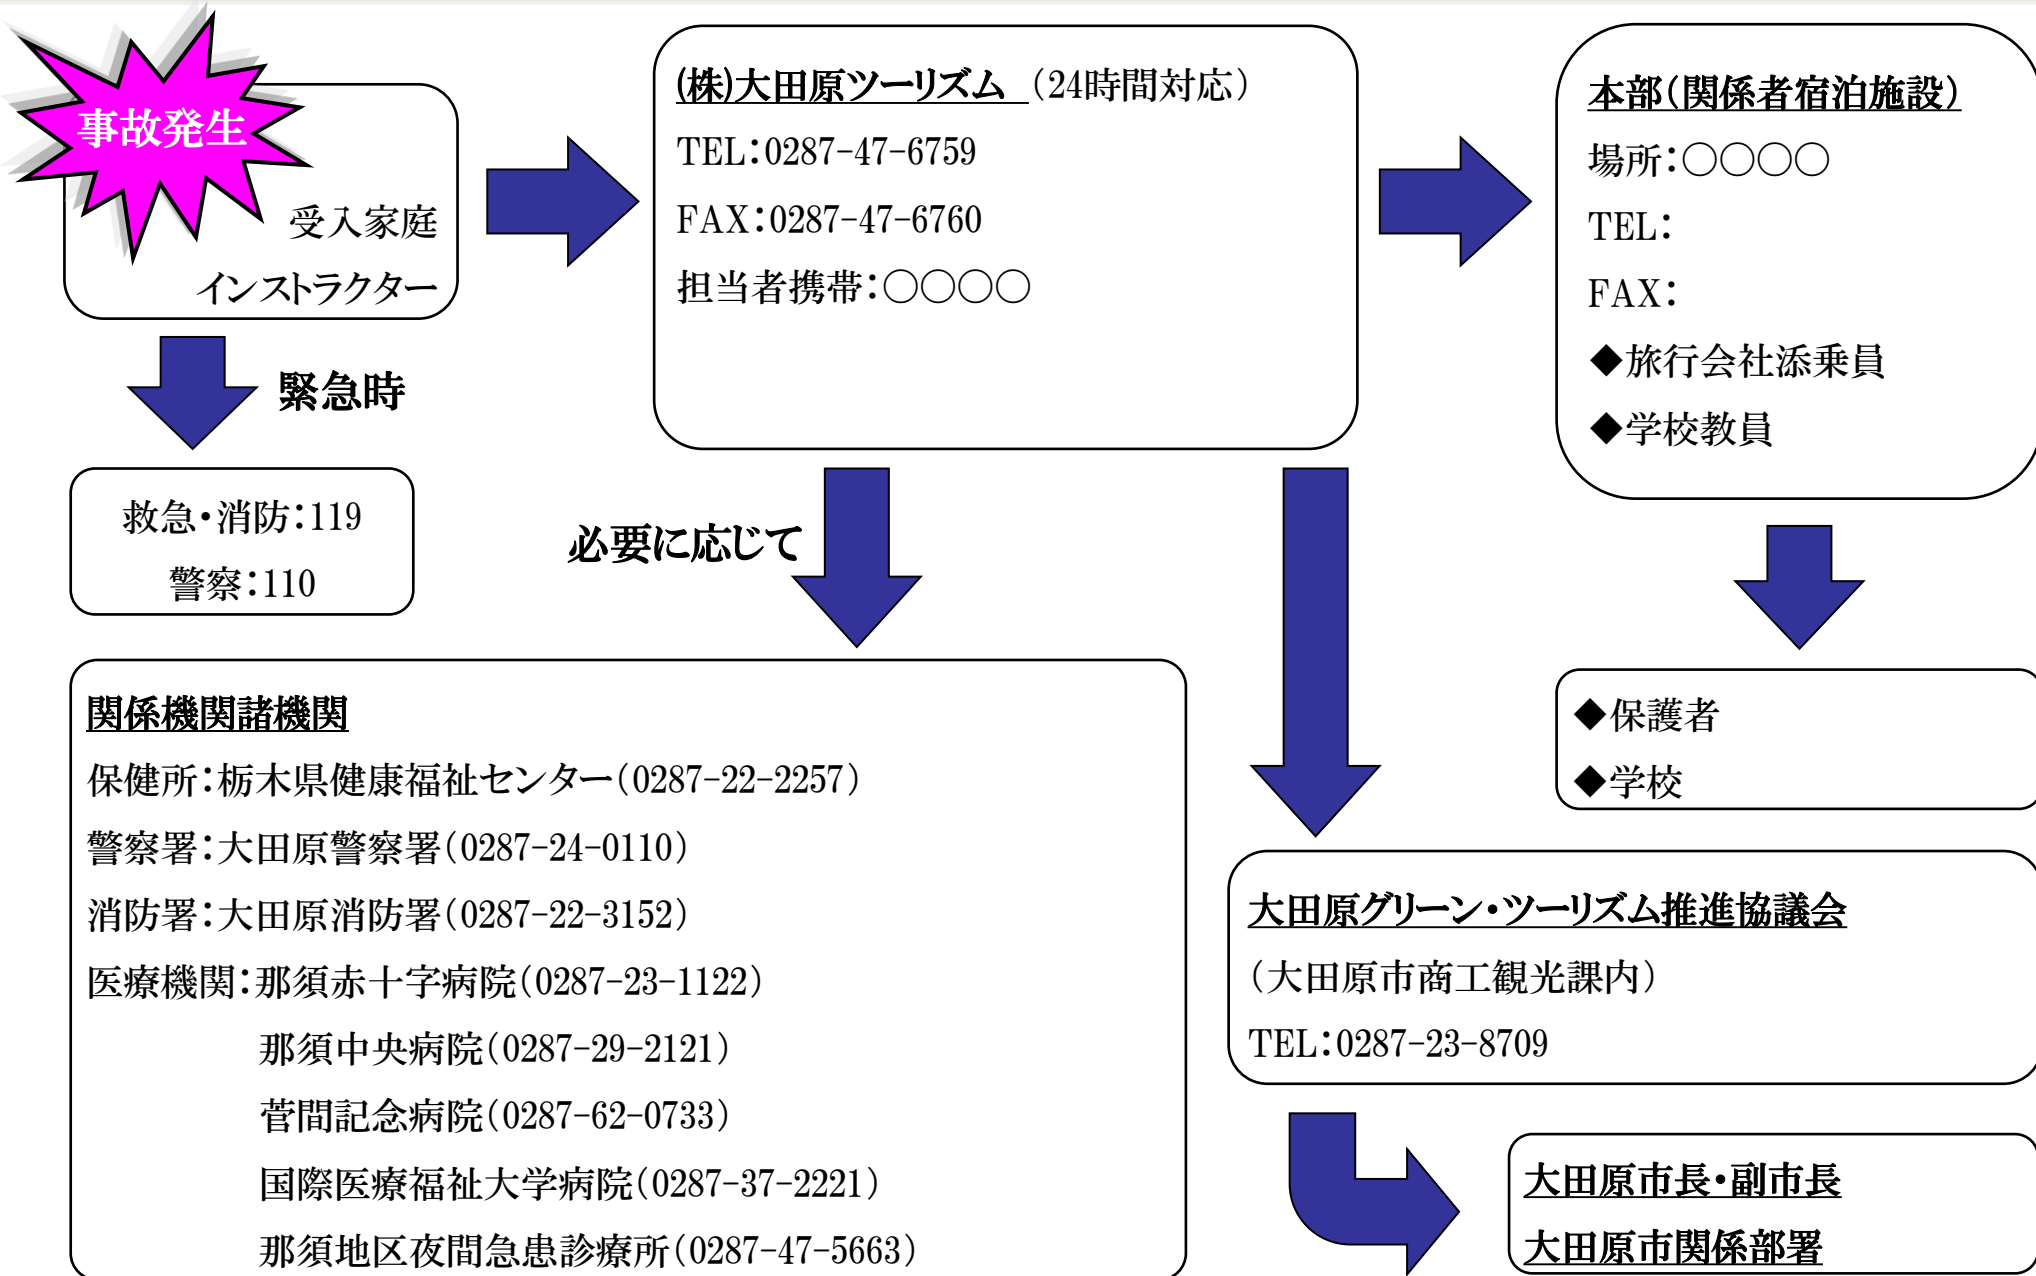 事故発生
受入家庭
インストラクター
(株)大田原ツーリズム （24時間対応）
TEL：0287-47-6759
FAX：0287-47-6760
担当者携帯：○○○○
本部（関係者宿泊施設）
場所：○○○○
TEL：
FAX：
◆旅行会社添乗員
◆学校教員
緊急時
救急・消防：119
警察：110
必要に応じて
◆保護者
◆学校
関係機関諸機関
保健所：栃木県健康福祉センター（0287-22-2257）
警察署：大田原警察署（0287-24-0110）
消防署：大田原消防署（0287-22-3152）
医療機関：那須赤十字病院（0287-23-1122）
那須中央病院（0287-29-2121）
菅間記念病院（0287-62-0733）
国際医療福祉大学病院（0287-37-2221）
那須地区夜間急患診療所（0287-47-5663）
大田原グリーン・ツーリズム推進協議会
（大田原市商工観光課内）
TEL：0287-23-8709
大田原市長・副市長
大田原市関係部署